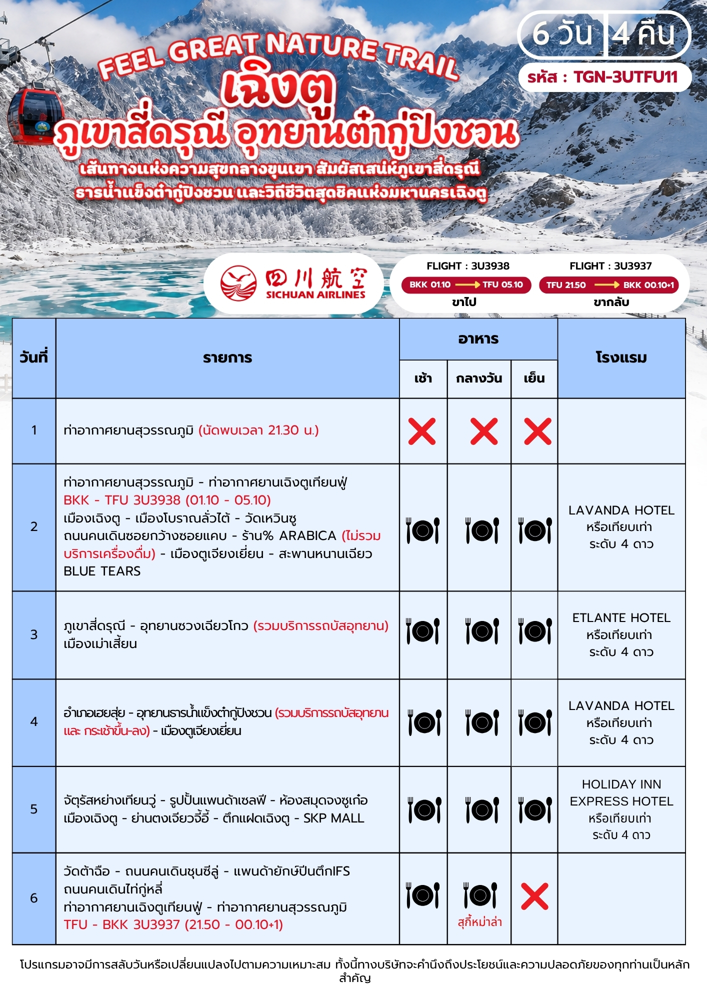 6 วัน 4 คืน
รหัส : TGN-3UTFU11
FEEL GREAT NATURE TRAIL
เฉิงตู
ภูเขาสี่ดรุณี อุทยานต๋ากู่ปิงชวน
เส้นทางแห่งความสุขกลางขุนเขา สัมผัสเสน่ห์ภูเขาสี่ดรุณี
ธารน้ำแข็งต๋ากู่ปิงชวน และวิถีชีวิตสุดชิคแห่งมหานครเฉิงตู
四川航空
SICHUAN AIRLINES
FLIGHT : 3U3938
BKK 01.10 TFU 05.10
ขาไป
FLIGHT : 3U3937
TFU 21.50 BKK 00.10+1
ขากลับ
วันที่ รายการ อาหาร โรงแรม
เช้า กลางวัน เย็น
1
ท่าอากาศยานสุวรรณภูมิ (นัดพบเวลา 21.30 น.)
2
ท่าอากาศยานสุวรรณภูมิ - ท่าอากาศยานเฉิงตูเทียนฟู่
BKK - TFU 3U3938 (01.10 - 05.10)
เมืองเฉิงตู - เมืองโบราณลั่วไต้ - วัดเหวินซู
ถนนคนเดินซอยกว้างซอยแคบ - ร้าน% ARABICA (ไม่รวม
บริการเครื่องดื่ม) - เมืองตูเจียงเยี่ยน - สะพานหนานเฉียว
BLUE TEARS
LAVANDA HOTEL
หรือเทียบเท่า
ระดับ 4 ดาว
3
ภูเขาสี่ดรุณี - อุทยานซวงเฉียวโกว (รวมบริการรถบัสอุทยาน)
เมืองเม่าเสี้ยน
ETLANTE HOTEL
หรือเทียบเท่า
ระดับ 4 ดาว
4
อำเภอเฮยสุ่ย - อุทยานธารน้ำแข็งต๋ากู่ปิงชวน (รวมบริการรถบัสอุทยาน
และ กระเช้าขึ้น-ลง) - เมืองตูเจียงเยี่ยน
LAVANDA HOTEL
หรือเทียบเท่า
ระดับ 4 ดาว
5
จัตุรัสหย่างเทียนวู่ - รูปปั้นแพนด้าเซลฟี - ห้องสมุดจงซูเก๋อ
เมืองเฉิงตู - ย่านตงเจียวจี้อี้ - ตึกแฝดเฉิงตู - SKP MALL
HOLIDAY INN
EXPRESS HOTEL
หรือเทียบเท่า
ระดับ 4 ดาว
6
วัดต้าฉือ - ถนนคนเดินชุนซีลู่ - แพนด้ายักษ์ปีนตึกIFS
ถนนคนเดินไท่กู่หลี่
ท่าอากาศยานเฉิงตูเทียนฟู่ - ท่าอากาศยานสุวรรณภูมิ
TFU - BKK 3U3937 (21.50 - 00.10+1)
สุกี้หม่าล่า
โปรแกรมอาจมีการสลับวันหรือเปลี่ยนแปลงไปตามความเหมาะสม ทั้งนี้ทางบริษัทจะคำนึงถึงประโยชน์และความปลอดภัยของทุกท่านเป็นหลัก
สำคัญ